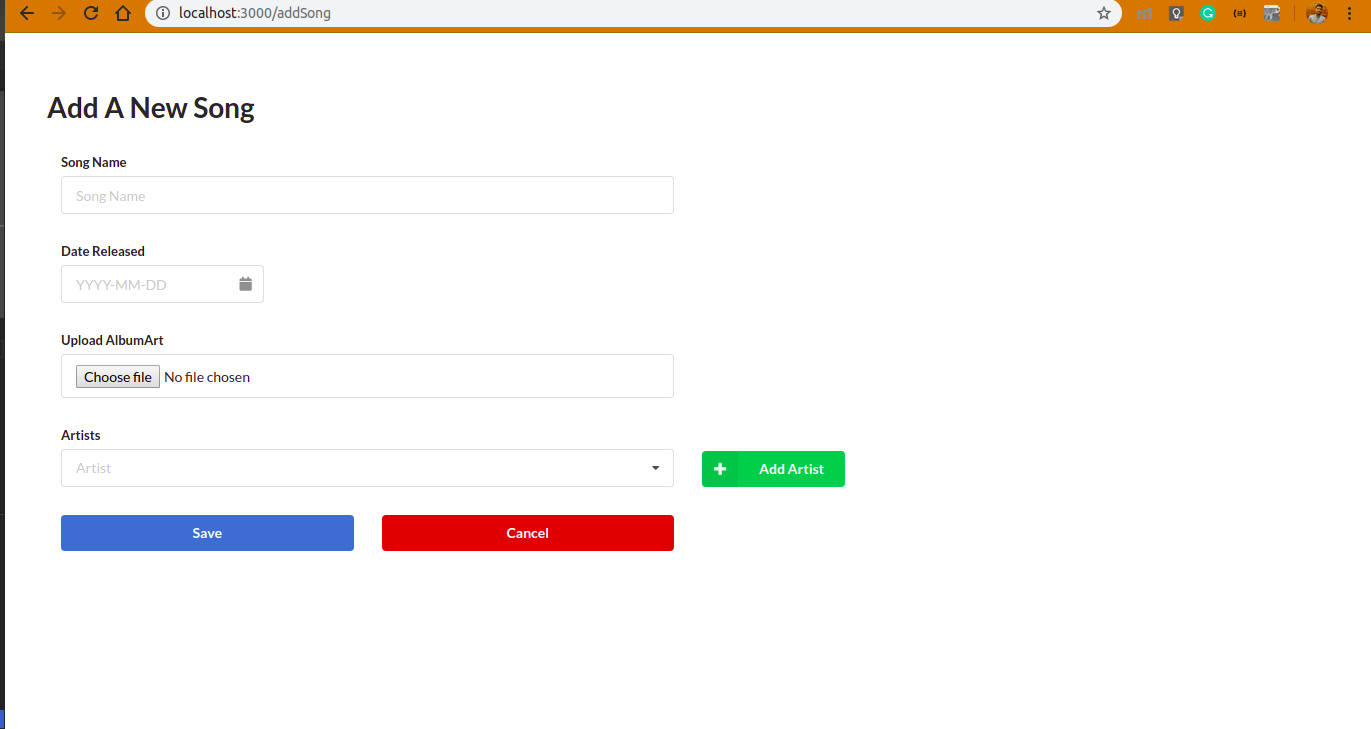 localhost:3000/addSong
Add A New Song
Song Name
Song Name
Date Released
YYYY-MM-DD
Upload AlbumArt
Choose file No file chosen
Artists
Artist
Add Artist
Save Cancel